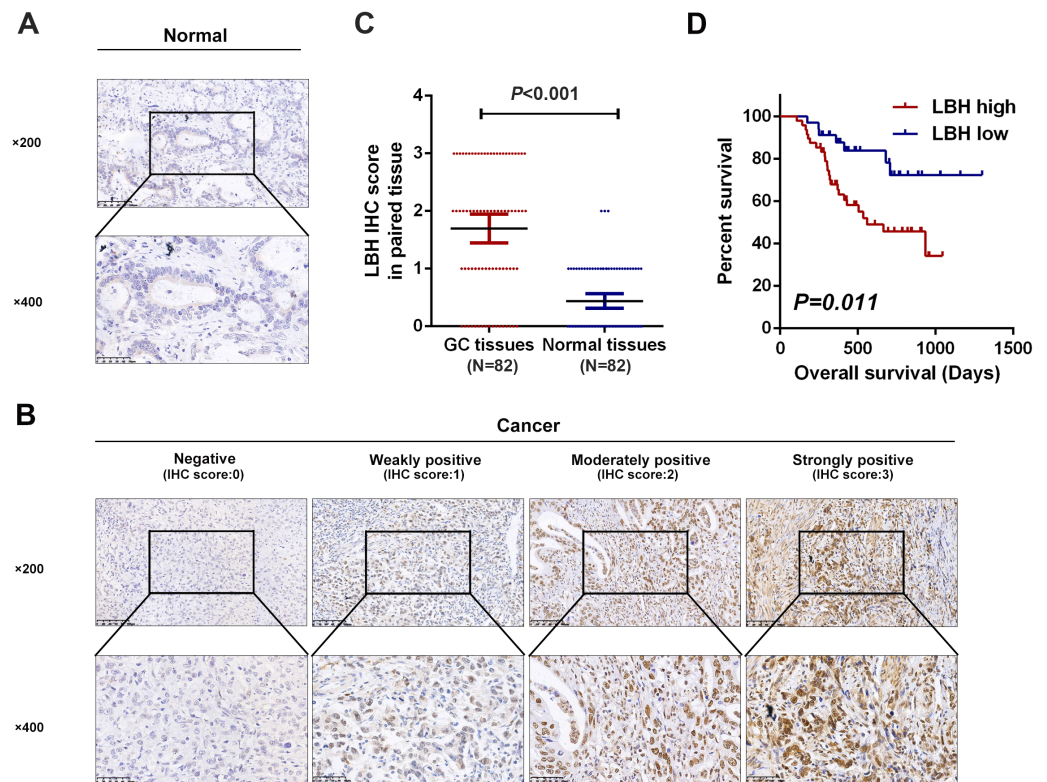 A
Normal
×200
×400
C
LBH IHC score
in paired tissue
4
3
2
1
0
P<0.001
GC tissues
(N=82)
Normal tissues
(N=82)
D
Percent survival
100
80
60
40
20
0
LBH high
LBH low
P=0.011
0
500
1000
1500
Overall survival (Days)
B
Cancer
Negative
(IHC score:0)
Weakly positive
(IHC score:1)
Moderately positive
(IHC score:2)
Strongly positive
(IHC score:3)
×200
×400